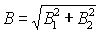 B = √(B₁² + B₂²)